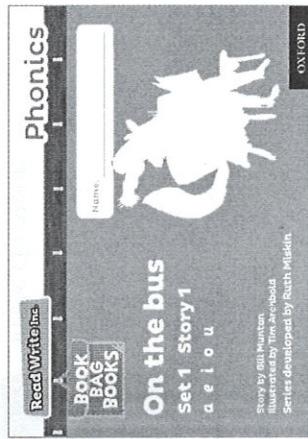 Read Write Inc.
Phonics
BOOK
BAG
BOOKS
Name
On the bus
Set 1 Story 1
a e i o u
Story by Gill Munton
Illustrated by Tim Archbold
Series developed by Ruth Miskin
OXFORD